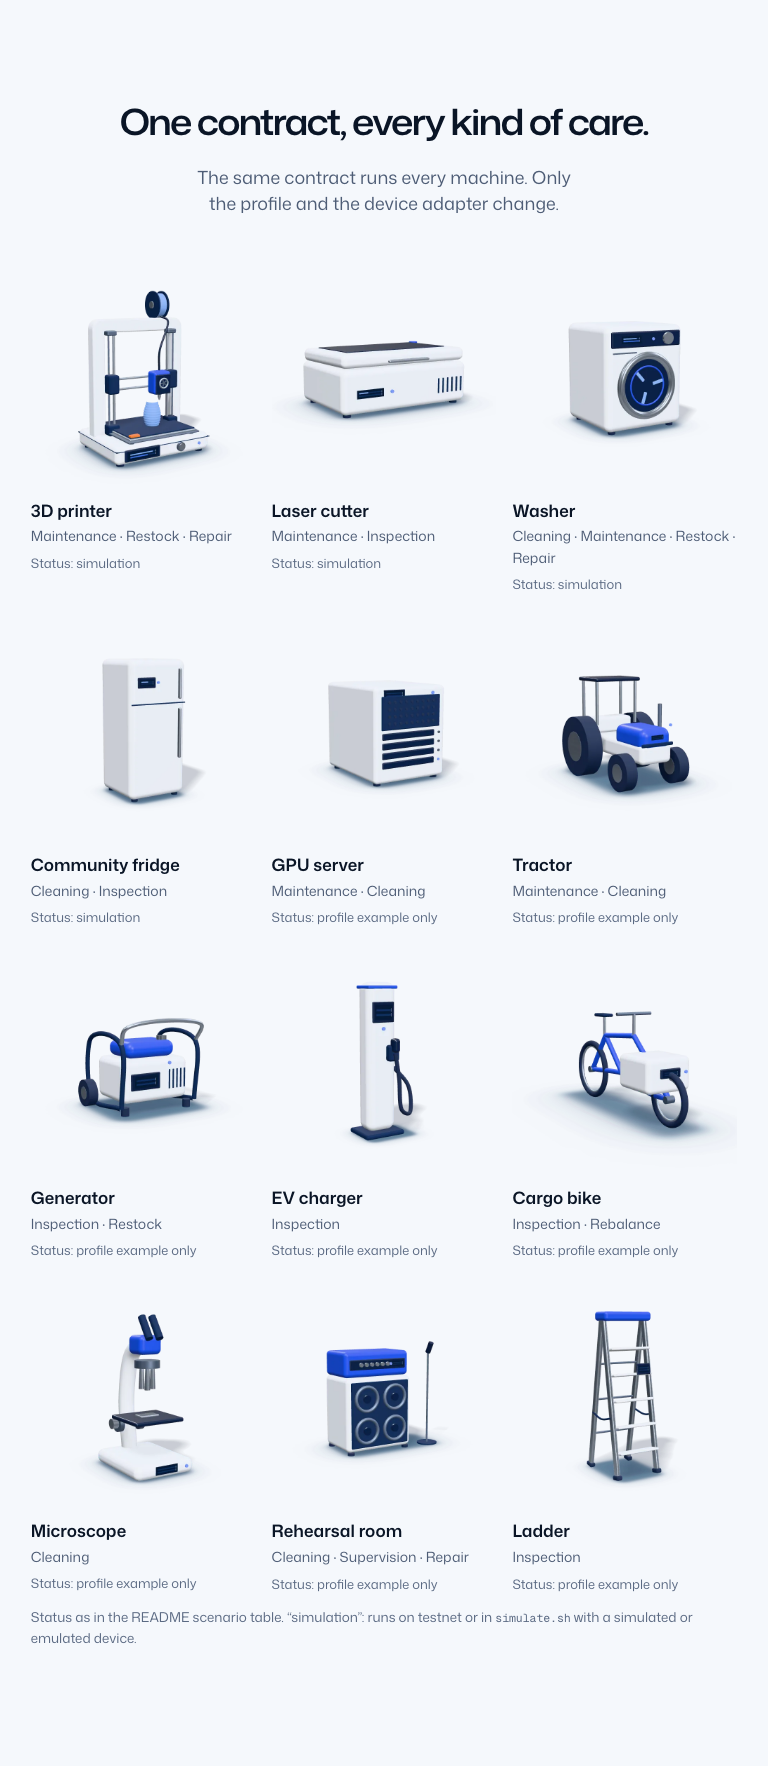 One contract, every kind of care.
The same contract runs every machine. Only
the profile and the device adapter change.
3D printer
Maintenance · Restock · Repair
Status: simulation
Laser cutter
Maintenance · Inspection
Status: simulation
Washer
Cleaning · Maintenance · Restock ·
Repair
Status: simulation
Community fridge
Cleaning · Inspection
Status: simulation
GPU server
Maintenance · Cleaning
Status: profile example only
Tractor
Maintenance · Cleaning
Status: profile example only
Generator
Inspection · Restock
Status: profile example only
EV charger
Inspection
Status: profile example only
Cargo bike
Inspection · Rebalance
Status: profile example only
Microscope
Cleaning
Status: profile example only
Rehearsal room
Cleaning · Supervision · Repair
Status: profile example only
Ladder
Inspection
Status: profile example only
Status as in the README scenario table. “simulation”: runs on testnet or in simulate.sh with a simulated or
emulated device.